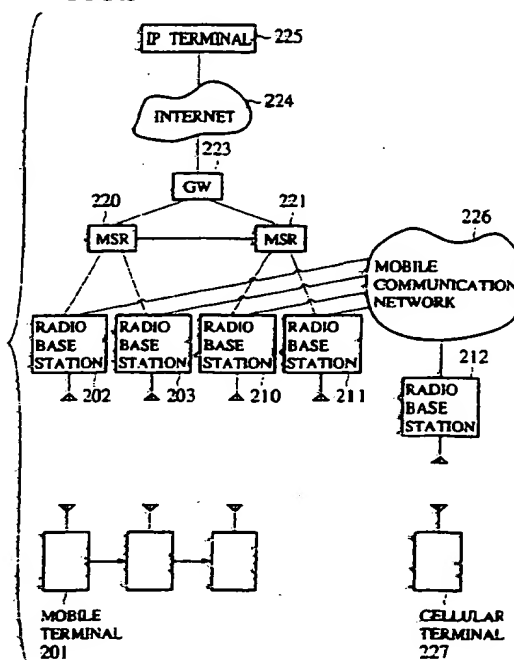 IP TERMINAL
225
INTERNET
224
223
GW
220
221
MSR
MSR
226
MOBILE
COMMUNICATION
NETWORK
RADIO
BASE
STATION
202
RADIO
BASE
STATION
203
RADIO
BASE
STATION
210
RADIO
BASE
STATION
211
212
RADIO
BASE
STATION
MOBILE
TERMINAL
201
CELLULAR
TERMINAL
227